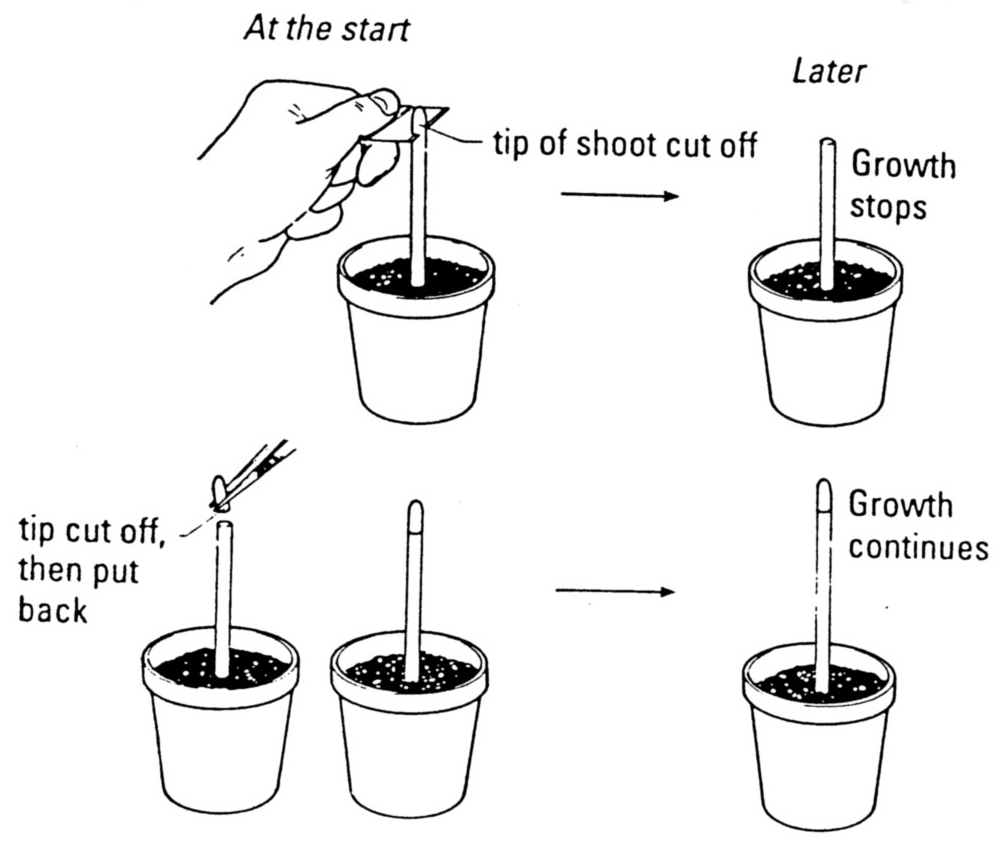 At the start
Later
tip of shoot cut off
Growth
stops
tip cut off,
then put
back
Growth
continues